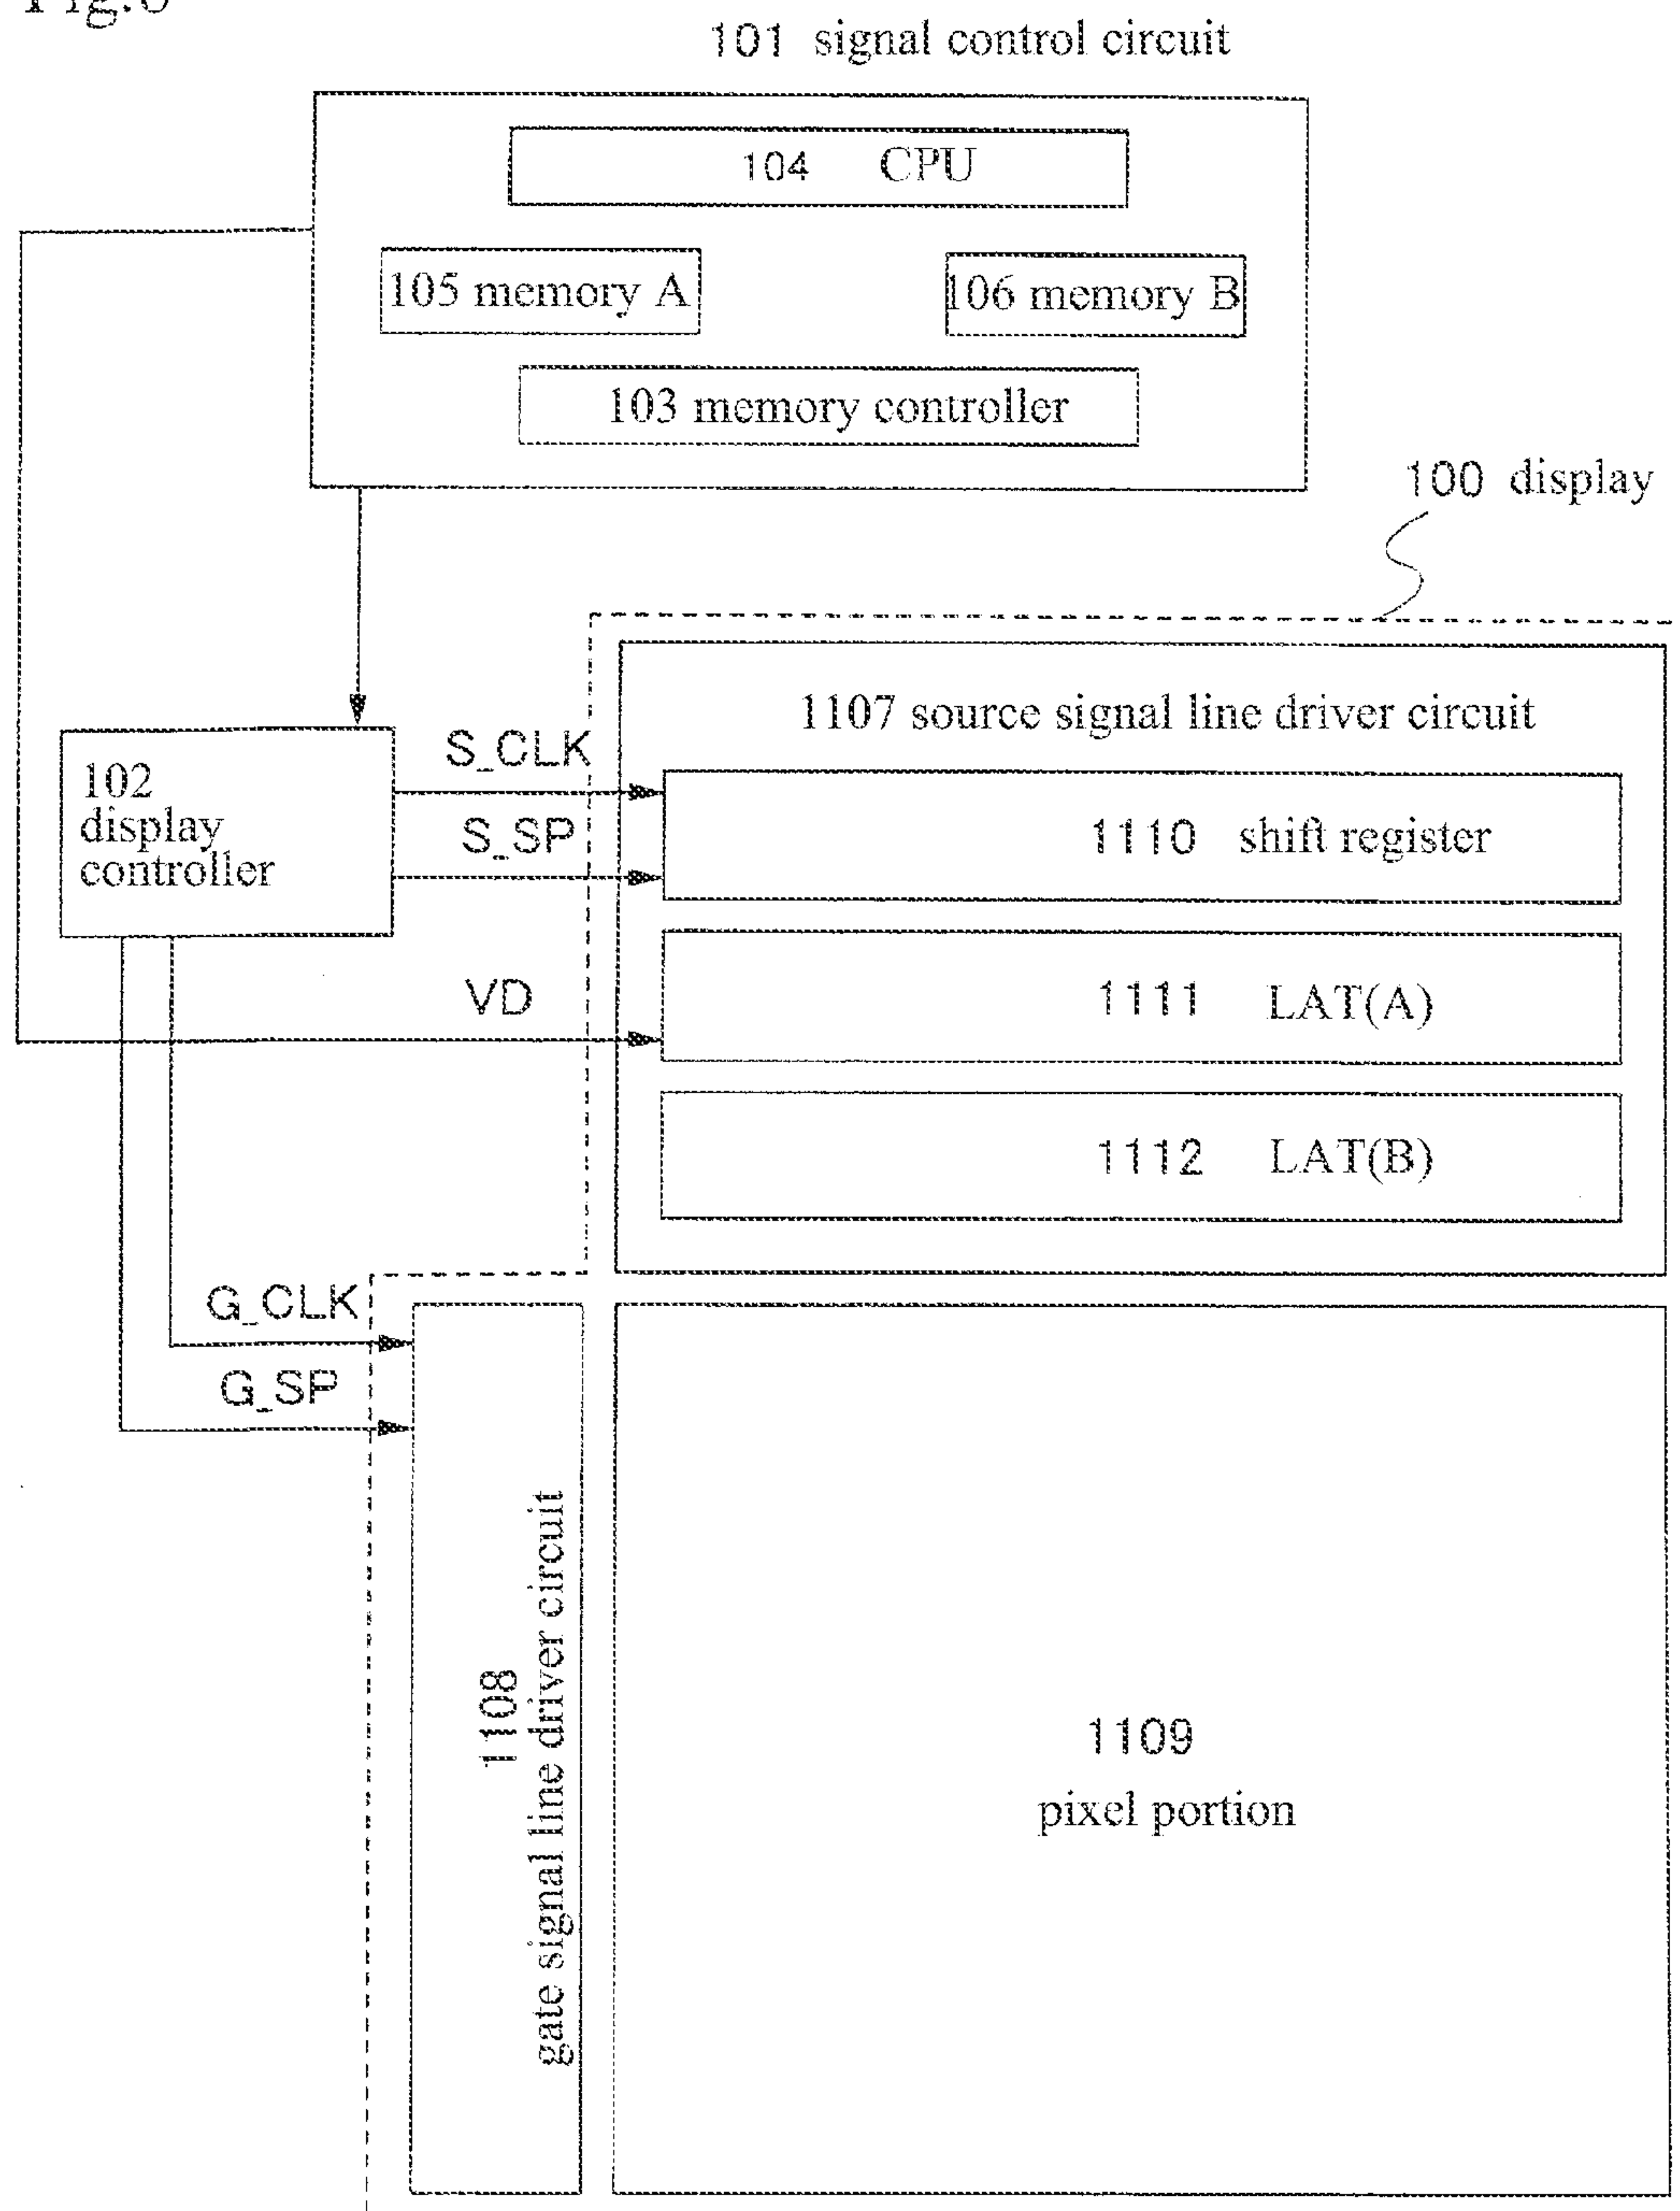 101 signal control circuit
104 CPU
105 memory A
106 memory B
103 memory controller
100 display
1107 source signal line driver circuit
S_CLK
102
display
controller
S_SP
1110 shift register
VD
1111 LAT(A)
1112 LAT(B)
G_CLK
G_SP
1108
gate signal line driver circuit
1109
pixel portion